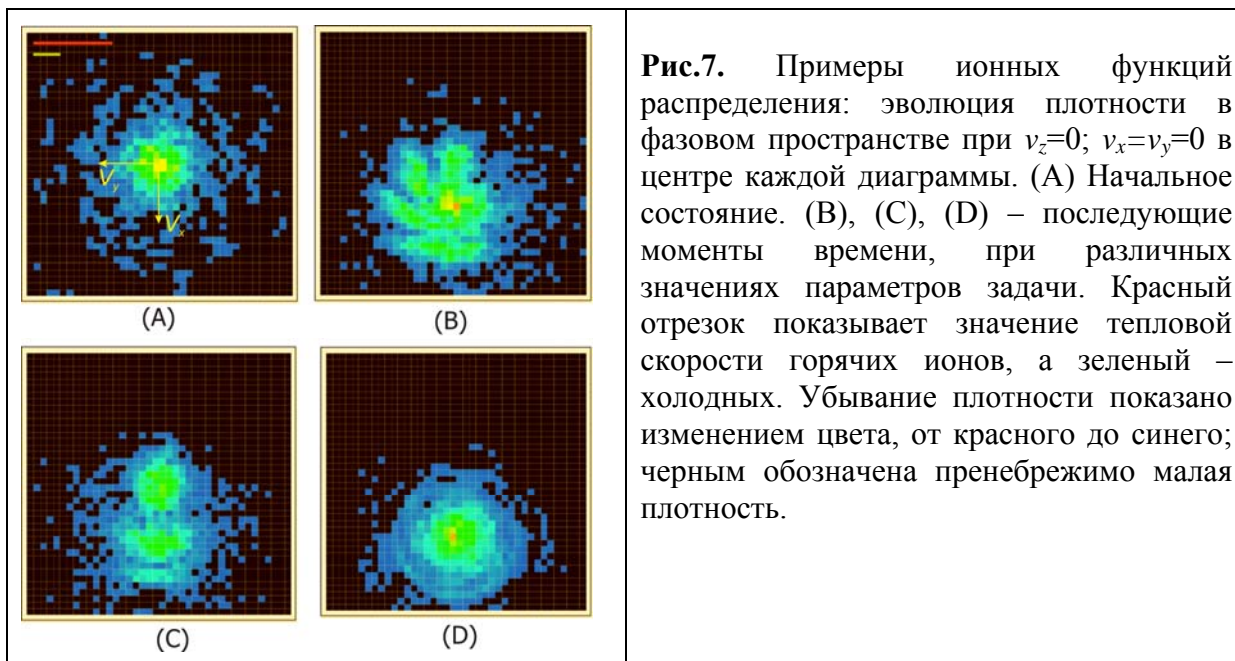 V_y
V_x
(A)
(B)
(C)
(D)
Рис.7. Примеры ионных функций
распределения: эволюция плотности в
фазовом пространстве при v_z=0; v_x=v_y=0 в
центре каждой диаграммы. (A) Начальное
состояние. (B), (C), (D) – последующие
моменты времени, при различных
значениях параметров задачи. Красный
отрезок показывает значение тепловой
скорости горячих ионов, а зеленый –
холодных. Убывание плотности показано
изменением цвета, от красного до синего;
черным обозначена пренебрежимо малая
плотность.